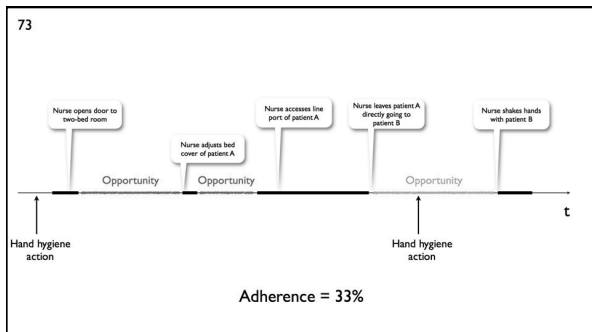 73
Nurse opens door to
two-bed room
Nurse adjusts bed
cover of patient A
Nurse accesses line
port of patient A
Nurse leaves patient A
directly going to
patient B
Nurse shakes hands
with patient B
Opportunity
Opportunity
Opportunity
t
Hand hygiene
action
Hand hygiene
action
Adherence = 33%